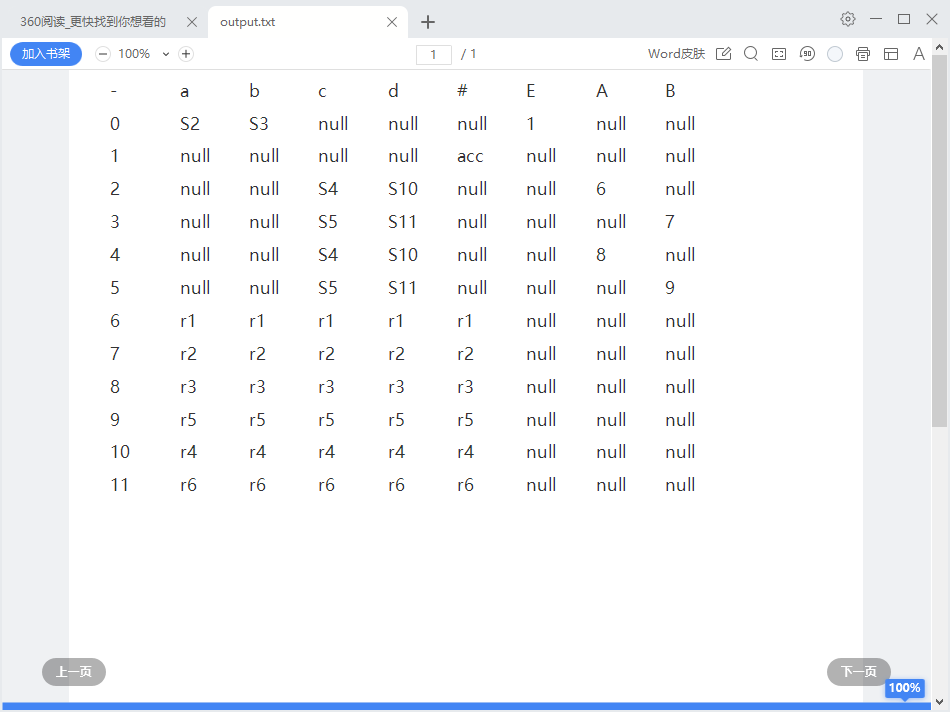 360阅读_更快找到你想看的 output.txt
加入书架 100% 1 / 1 Word皮肤 90 A
- a b c d # E A B
0 S2 S3 null null null 1 null null
1 null null null null acc null null null
2 null null S4 S10 null null 6 null
3 null null S5 S11 null null null 7
4 null null S4 S10 null null 8 null
5 null null S5 S11 null null null 9
6 r1 r1 r1 r1 r1 null null null
7 r2 r2 r2 r2 r2 null null null
8 r3 r3 r3 r3 r3 null null null
9 r5 r5 r5 r5 r5 null null null
10 r4 r4 r4 r4 r4 null null null
11 r6 r6 r6 r6 r6 null null null
上一页 下一页
100%